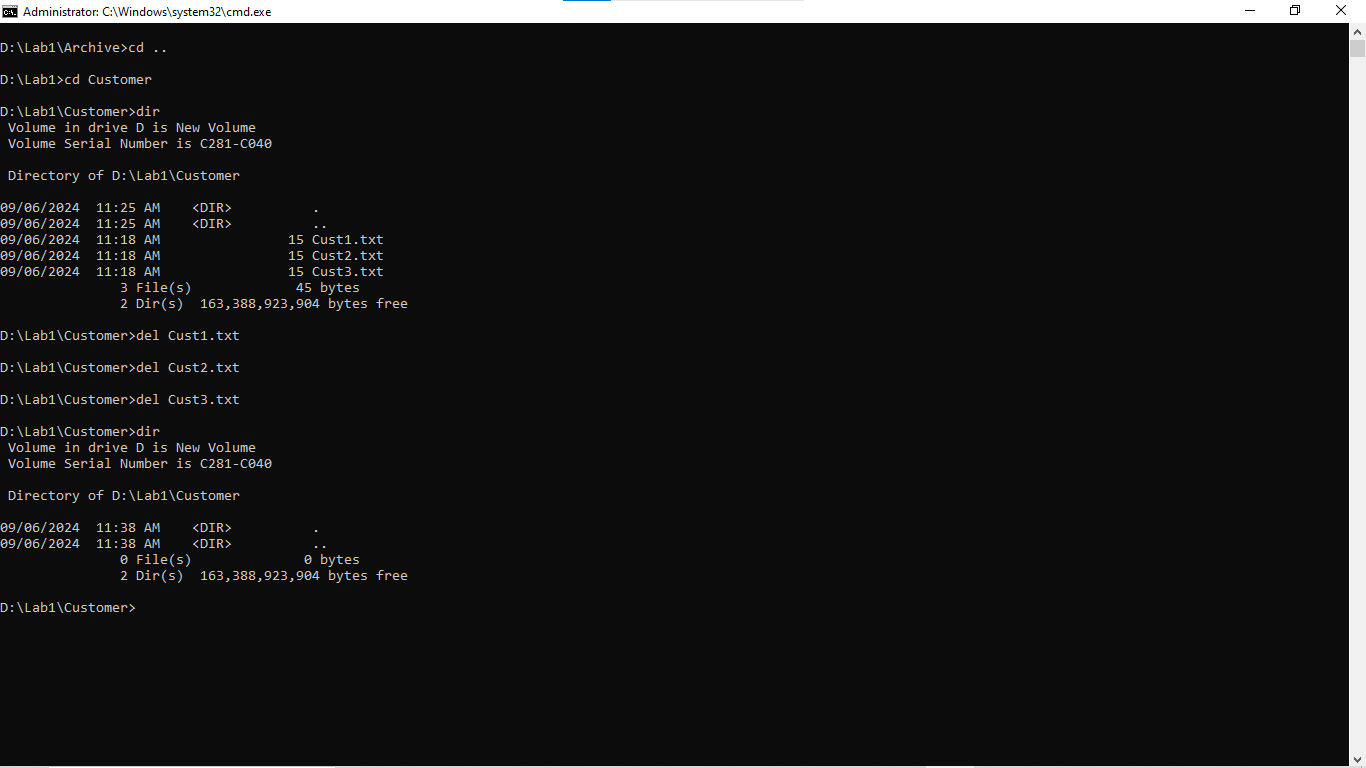 Administrator: C:\Windows\system32\cmd.exe
D:\Lab1\Archive>cd ..
D:\Lab1>cd Customer
D:\Lab1\Customer>dir
 Volume in drive D is New Volume
 Volume Serial Number is C281-C040
 Directory of D:\Lab1\Customer
09/06/2024  11:25 AM    <DIR>          .
09/06/2024  11:25 AM    <DIR>          ..
09/06/2024  11:18 AM                15 Cust1.txt
09/06/2024  11:18 AM                15 Cust2.txt
09/06/2024  11:18 AM                15 Cust3.txt
               3 File(s)             45 bytes
               2 Dir(s)  163,388,923,904 bytes free
D:\Lab1\Customer>del Cust1.txt
D:\Lab1\Customer>del Cust2.txt
D:\Lab1\Customer>del Cust3.txt
D:\Lab1\Customer>dir
 Volume in drive D is New Volume
 Volume Serial Number is C281-C040
 Directory of D:\Lab1\Customer
09/06/2024  11:38 AM    <DIR>          .
09/06/2024  11:38 AM    <DIR>          ..
               0 File(s)              0 bytes
               2 Dir(s)  163,388,923,904 bytes free
D:\Lab1\Customer>